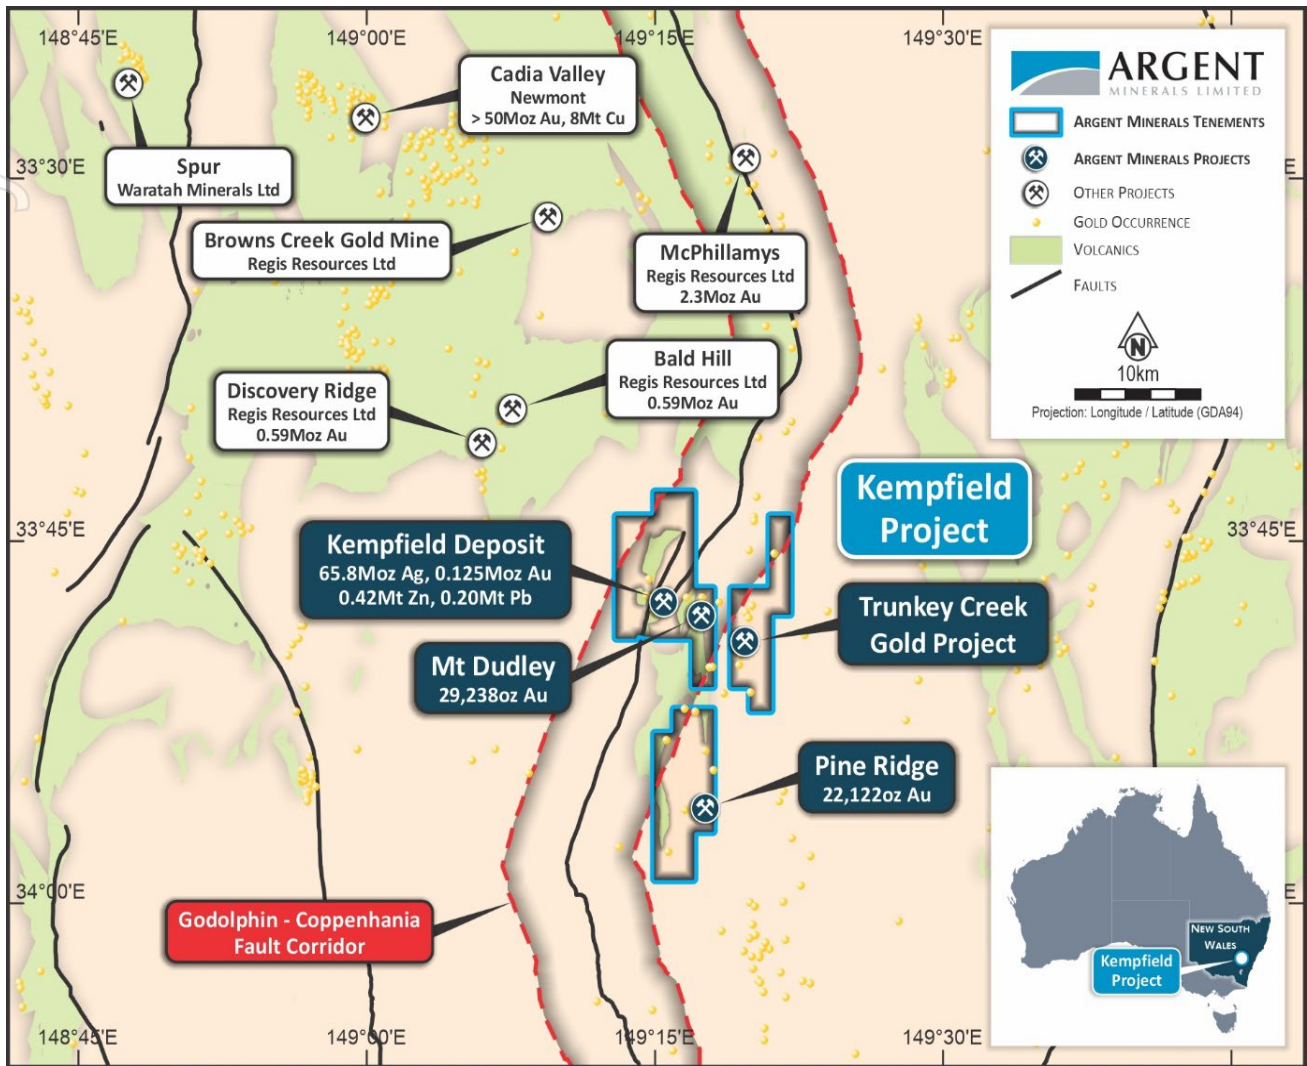 148°45'E
149°00'E
149°15'E
149°30'E
ARGENT
MINERALS LIMITED
ARGENT MINERALS TENEMENTS
ARGENT MINERALS PROJECTS
OTHER PROJECTS
GOLD OCCURRENCE
VOLCANICS
FAULTS
N
10km
Projection: Longitude / Latitude (GDA94)
Cadia Valley
Newmont
> 50Moz Au, 8Mt Cu
Spur
Waratah Minerals Ltd
33°30'E
E
Browns Creek Gold Mine
Regis Resources Ltd
McPhillamys
Regis Resources Ltd
2.3Moz Au
Bald Hill
Regis Resources Ltd
0.59Moz Au
Discovery Ridge
Regis Resources Ltd
0.59Moz Au
Kempfield
Project
33°45'E
33°45'E
Kempfield Deposit
65.8Moz Ag, 0.125Moz Au
0.42Mt Zn, 0.20Mt Pb
Trunkey Creek
Gold Project
Mt Dudley
29,238oz Au
Pine Ridge
22,122oz Au
34°00'E
E
Godolphin - Coppenhania
Fault Corridor
NEW SOUTH
WALES
Kempfield
Project
148°45'E
149°00'E
149°15'E
149°30'E